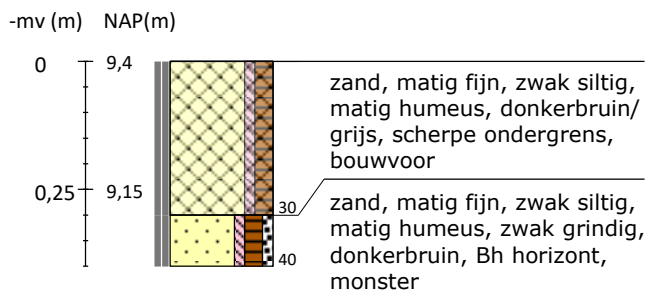 -mv (m) NAP(m)
0 9,4
zand, matig fijn, zwak siltig,
matig humeus, donkerbruin/
grijs, scherpe ondergrens,
bouwvoor
0,25 9,15
30
zand, matig fijn, zwak siltig,
matig humeus, zwak grindig,
donkerbruin, Bh horizont,
monster
40